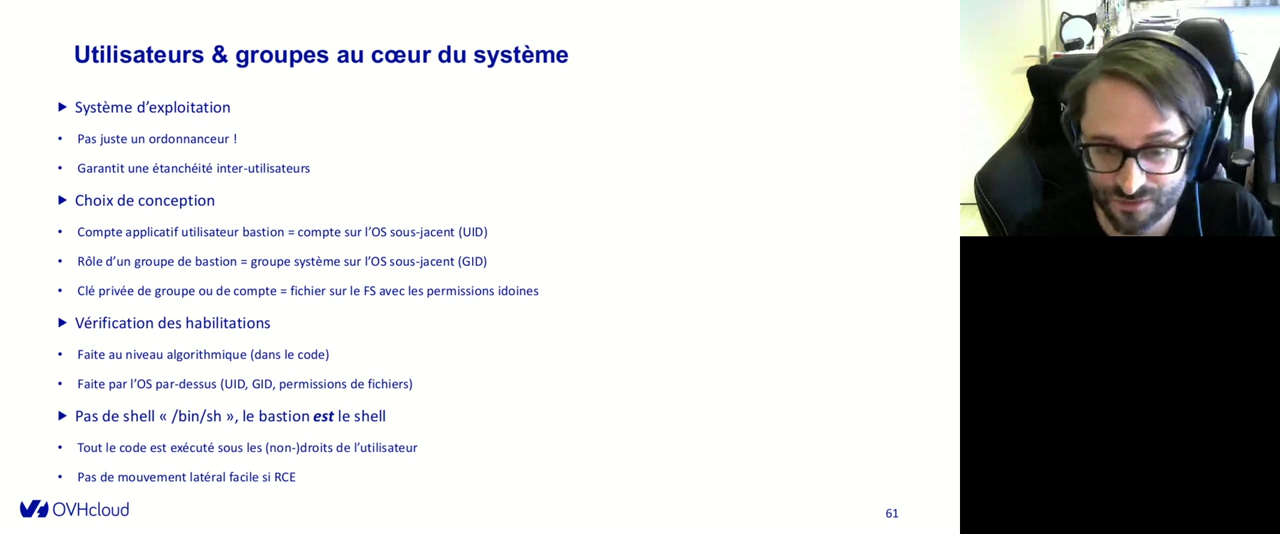 Utilisateurs & groupes au cœur du système
Système d’exploitation
Pas juste un ordonnanceur !
Garantit une étanchéité inter-utilisateurs
Choix de conception
Compte applicatif utilisateur bastion = compte sur l’OS sous-jacent (UID)
Rôle d’un groupe de bastion = groupe système sur l’OS sous-jacent (GID)
Clé privée de groupe ou de compte = fichier sur le FS avec les permissions idoines
Vérification des habilitations
Faite au niveau algorithmique (dans le code)
Faite par l’OS par-dessus (UID, GID, permissions de fichiers)
Pas de shell « /bin/sh », le bastion est le shell
Tout le code est exécuté sous les (non-)droits de l’utilisateur
Pas de mouvement latéral facile si RCE
OVHcloud
61